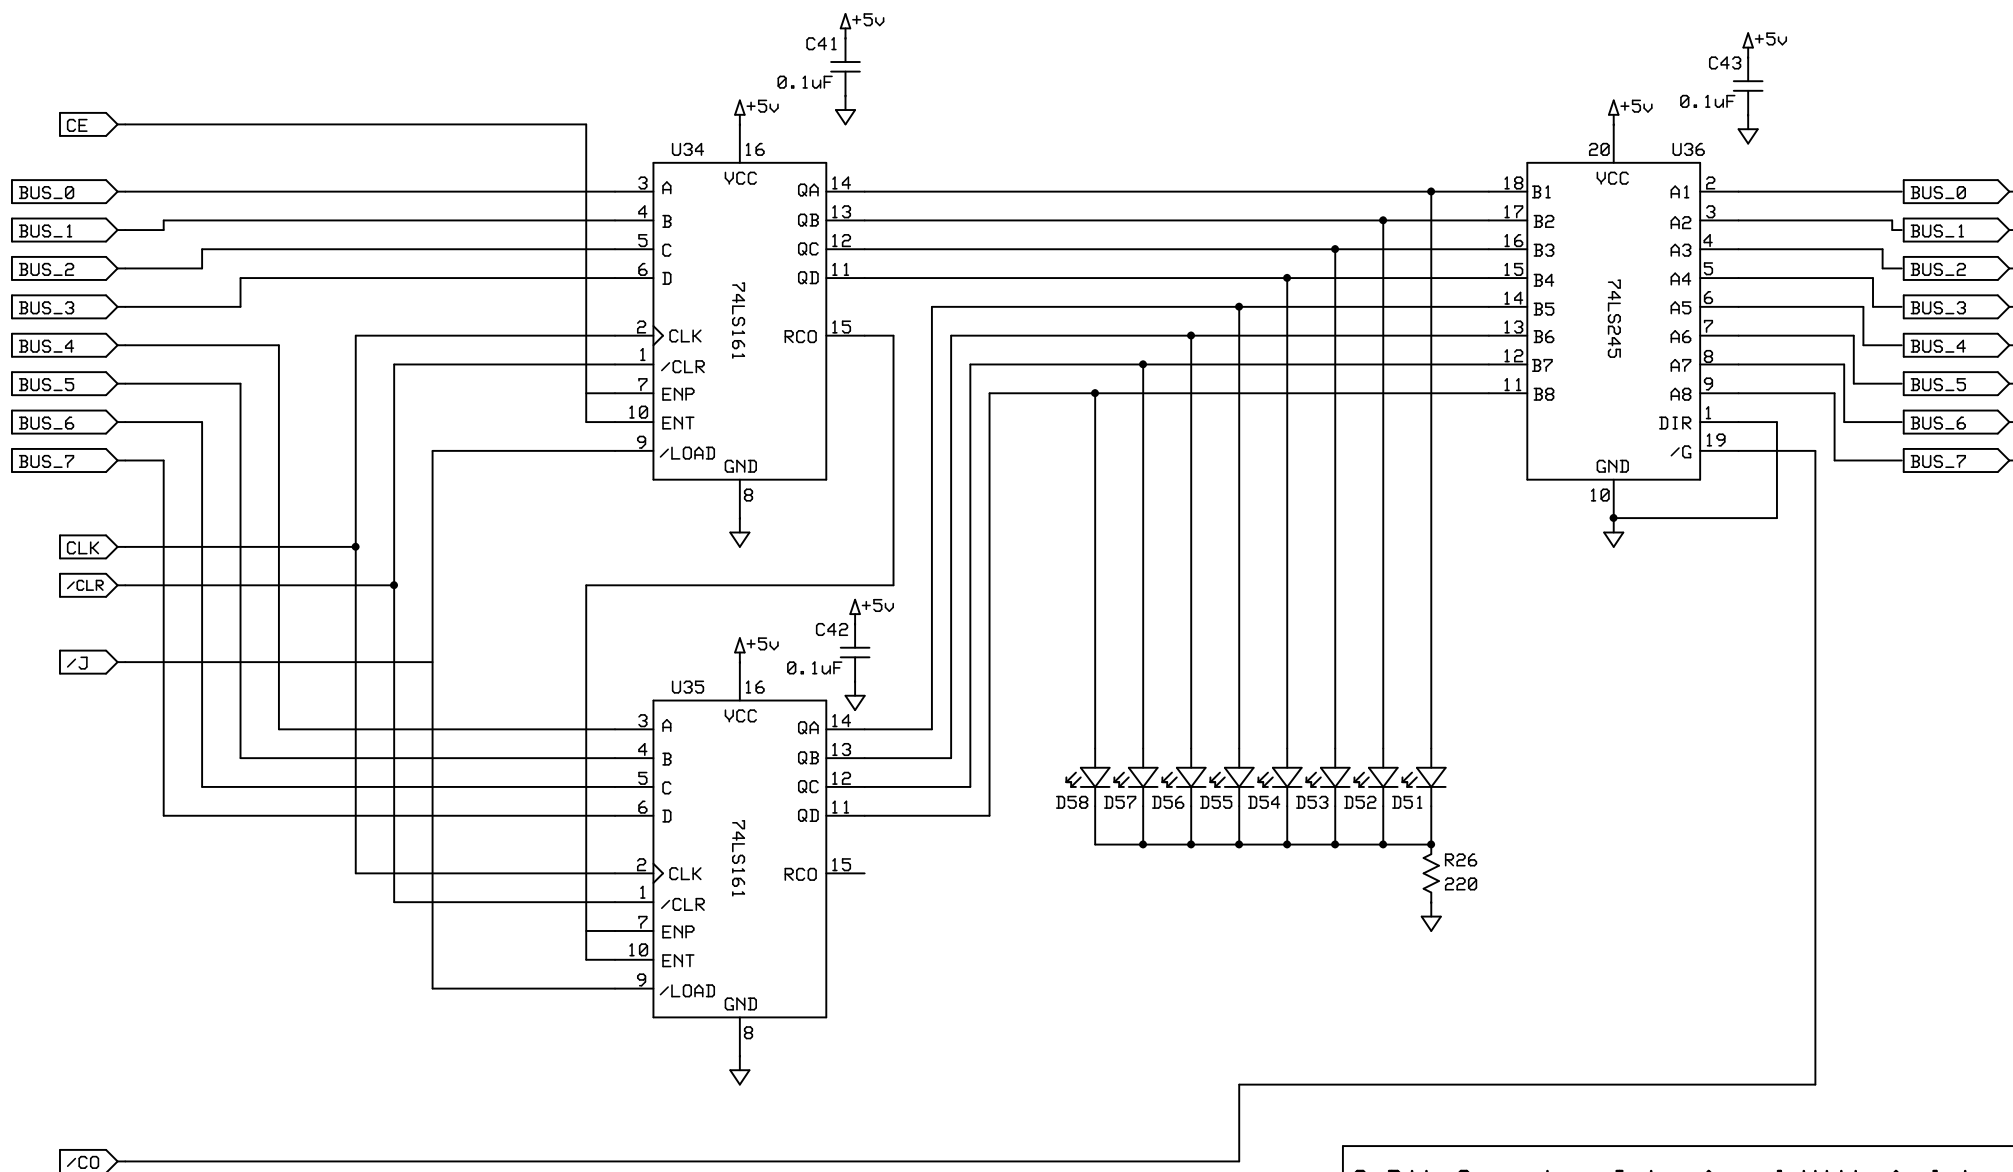 +5v
C41
0.1uF
+5v
C43
0.1uF
+5v
+5v
CE
U34
16
VCC
20
U36
VCC
BUS_0
3 A
QA 14
18 B1
A1 2
BUS_0
BUS_1
4 B
QB 13
17 B2
A2 3
BUS_1
BUS_2
5 C
QC 12
16 B3
A3 4
BUS_2
BUS_3
6 D
QD 11
15 B4
A4 5
BUS_3
74LS161
14 B5
74LS245
A5 6
BUS_4
2 CLK
RCO 15
13 B6
A6 7
BUS_4
1 /CLR
12 B7
A7 8
BUS_5
7 ENP
11 B8
A8 9
BUS_5
BUS_6
10 ENT
DIR 1
BUS_6
BUS_7
9 /LOAD
/G 19
BUS_7
GND
8
GND
10
CLK
/CLR
/J
+5v
C42
0.1uF
+5v
U35
16
VCC
3 A
QA 14
4 B
QB 13
5 C
QC 12
6 D
QD 11
74LS161
2 CLK
RCO 15
1 /CLR
7 ENP
10 ENT
9 /LOAD
GND
8
D58 D57 D56 D55 D54 D53 D52 D51
R26
220
/CO